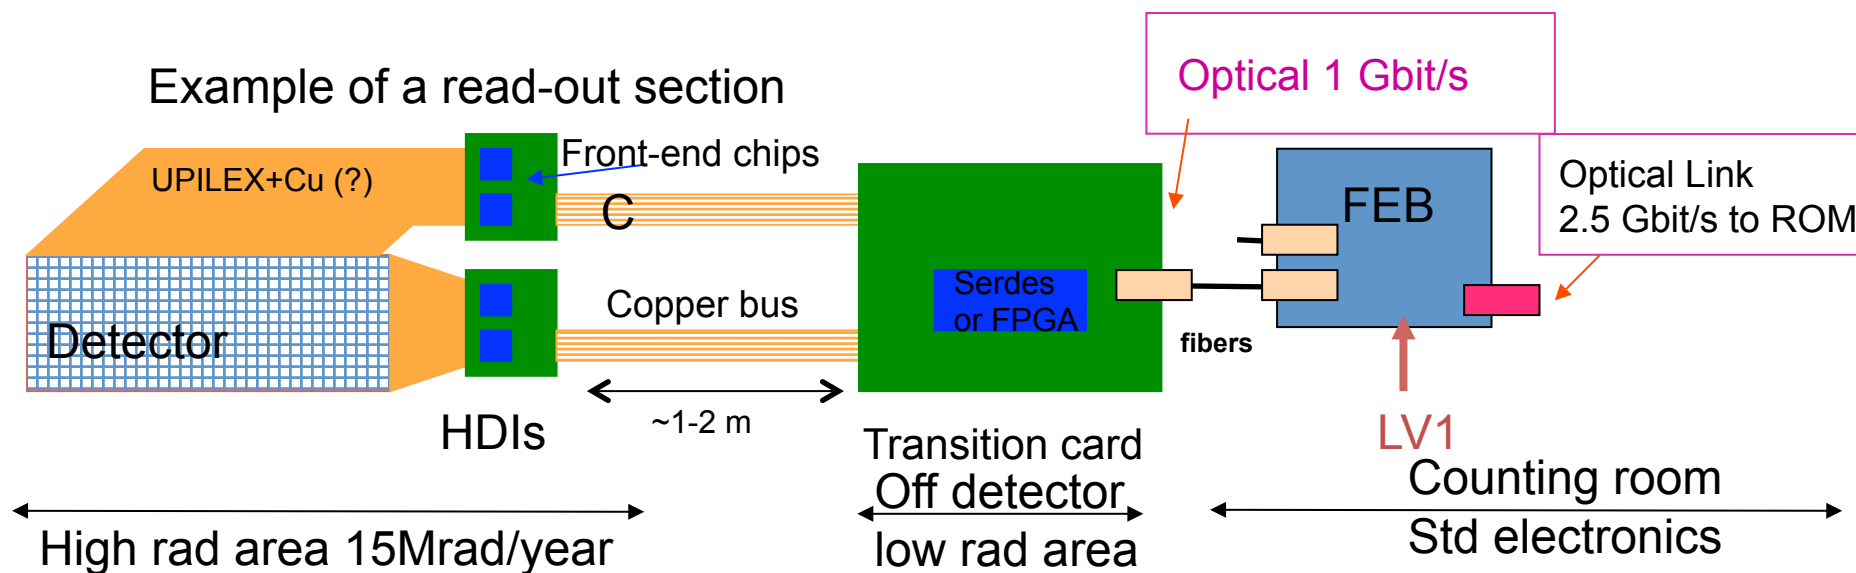 Example of a read-out section
Optical 1 Gbit/s
Front-end chips
UPILEX+Cu (?)
C
FEB
Optical Link
2.5 Gbit/s to ROM
Detector
Copper bus
Serdes
or FPGA
fibers
HDIs
~1-2 m
LV1
Transition card
Off detector
low rad area
Counting room
Std electronics
High rad area 15Mrad/year